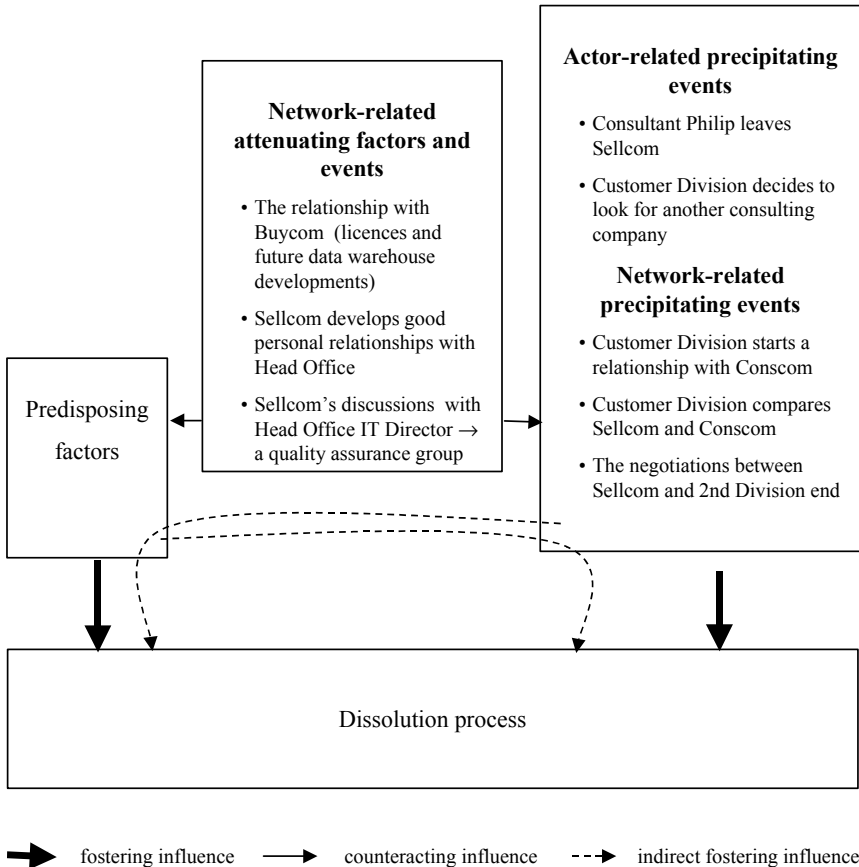 Network-related
attenuating factors and
events
• The relationship with
Buycom (licences and
future data warehouse
developments)
• Sellcom develops good
personal relationships with
Head Office
• Sellcom’s discussions with
Head Office IT Director →
a quality assurance group
Actor-related precipitating
events
• Consultant Philip leaves
Sellcom
• Customer Division decides to
look for another consulting
company
Network-related
precipitating events
• Customer Division starts a
relationship with Conscom
• Customer Division compares
Sellcom and Conscom
• The negotiations between
Sellcom and 2nd Division end
Predisposing
factors
Dissolution process
fostering influence
counteracting influence
indirect fostering influence